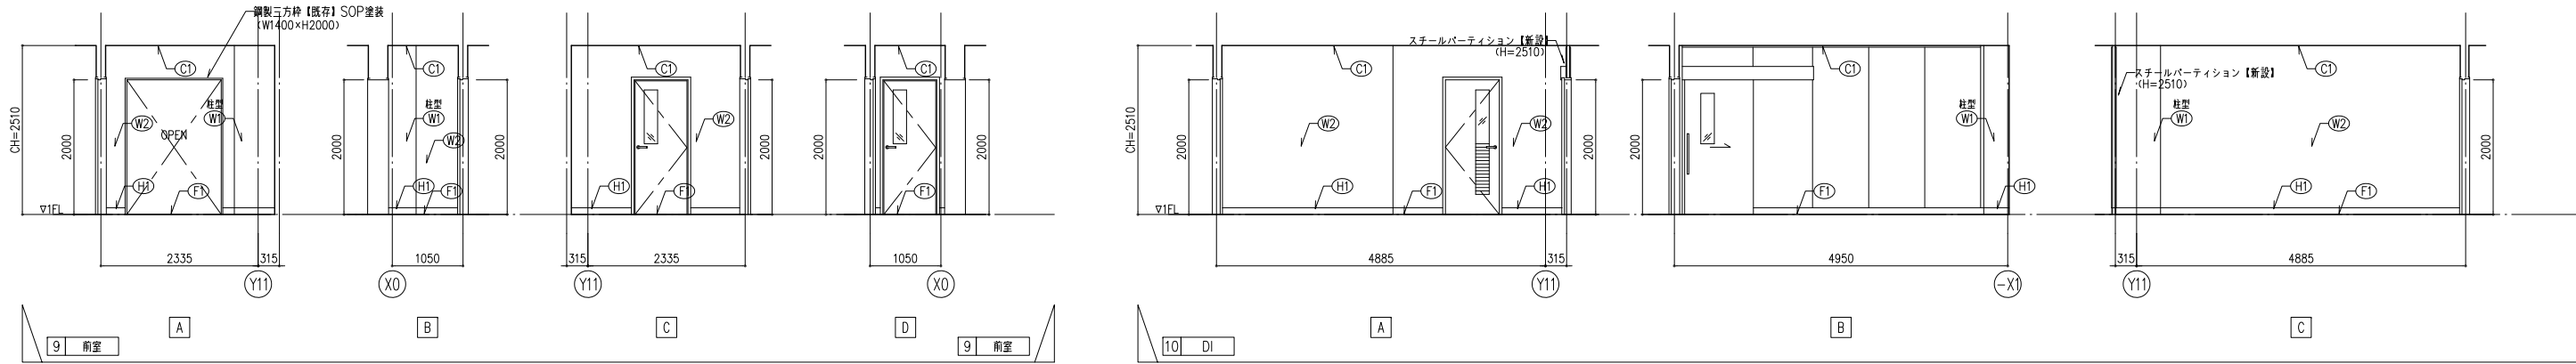 鋼製三方枠【既存】SOP塗装
(W1400×H2000)
CH=2510
2000
▽1FL
C1
W2
OPEN
柱型
W1
H1
F1
2335
315
Y11
A
2000
C1
柱型
W1
W2
H1
F1
2000
1050
X0
B
C1
W2
H1
F1
2000
315
2335
Y11
C
2000
C1
F1
2000
1050
X0
D
9 前室
9 前室
スチールパーティション【新設】
(H=2510)
CH=2510
2000
▽1FL
C1
W2
W2
H1
F1
H1
2000
4885
315
Y11
A
2000
C1
柱型
W1
F1
H1
4950
-X1
B
スチールパーティション【新設】
(H=2510)
C1
柱型
W1
W2
H1
F1
2000
315
4885
Y11
C
10 DI